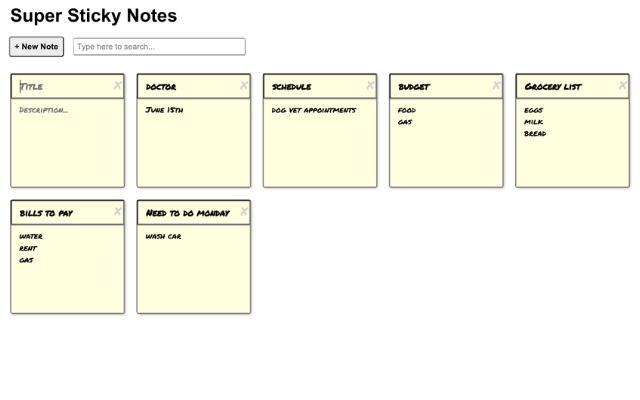 Super Sticky Notes
+ New Note
Type here to search...
Title
x
Description...
doctor
x
June 15th
schedule
x
dog vet appointments
budget
x
food
gas
Grocery list
x
eggs
milk
bread
bills to pay
x
water
rent
gas
Need to do monday
x
wash car